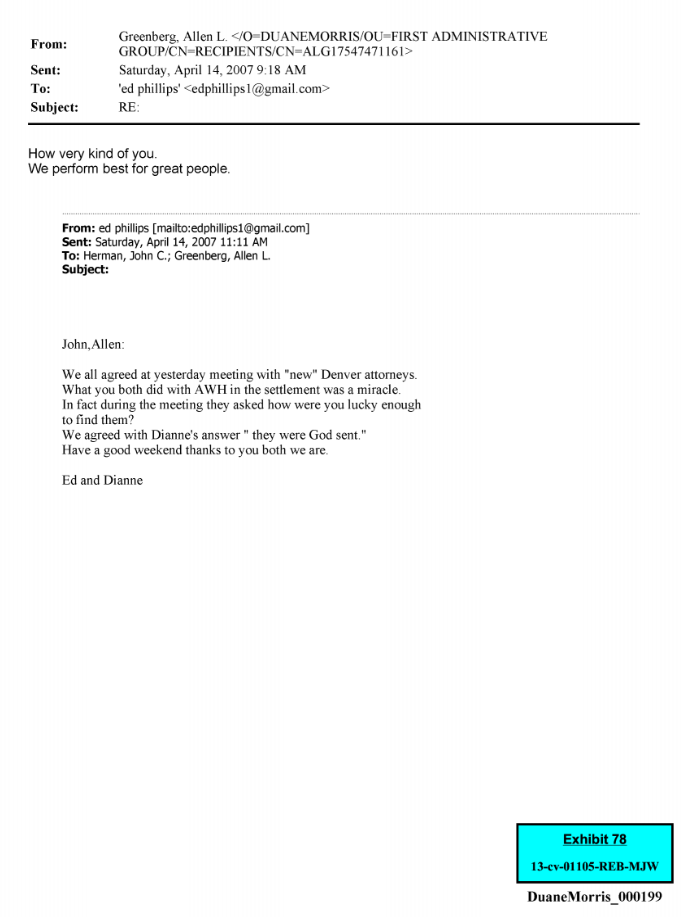 From: Greenberg, Allen L. </O=DUANEMORRIS/OU=FIRST ADMINISTRATIVE
GROUP/CN=RECIPIENTS/CN=ALG17547471161>
Sent: Saturday, April 14, 2007 9:18 AM
To: 'ed phillips' <edphillips1@gmail.com>
Subject: RE:
How very kind of you.
We perform best for great people.
From: ed phillips [mailto:edphillips1@gmail.com]
Sent: Saturday, April 14, 2007 11:11 AM
To: Herman, John C.; Greenberg, Allen L.
Subject:
John,Allen:
We all agreed at yesterday meeting with "new" Denver attorneys.
What you both did with AWH in the settlement was a miracle.
In fact during the meeting they asked how were you lucky enough
to find them?
We agreed with Dianne's answer " they were God sent."
Have a good weekend thanks to you both we are.
Ed and Dianne
Exhibit 78
13-cv-01105-REB-MJW
DuaneMorris_000199